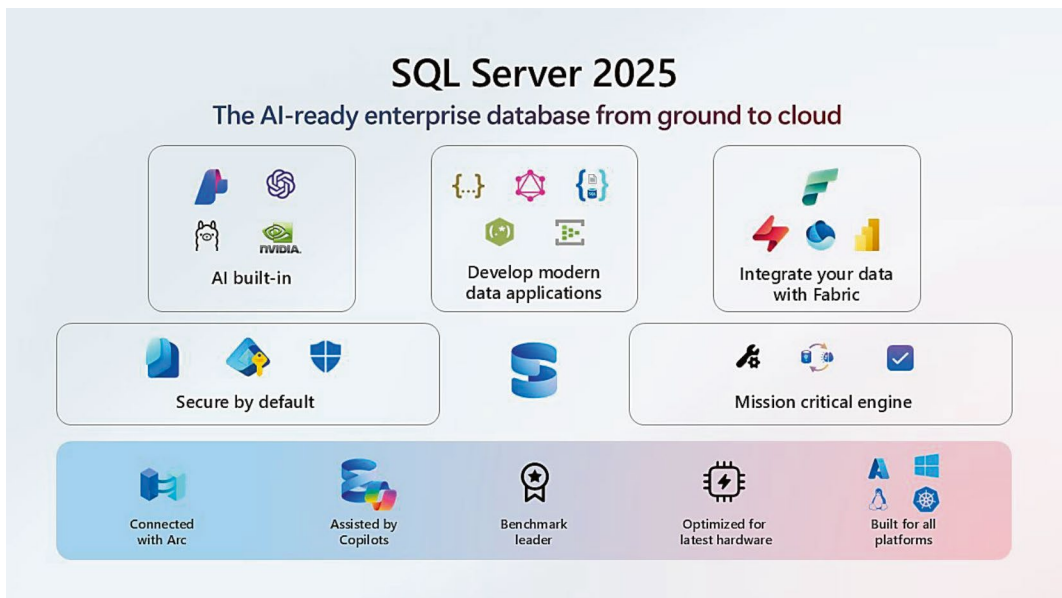 SQL Server 2025
The AI-ready enterprise database from ground to cloud
NVIDIA.
AI built-in
Develop modern
data applications
Integrate your data
with Fabric
Secure by default
Mission critical engine
Connected
with Arc
Assisted by
Copilots
Benchmark
leader
Optimized for
latest hardware
Built for all
platforms